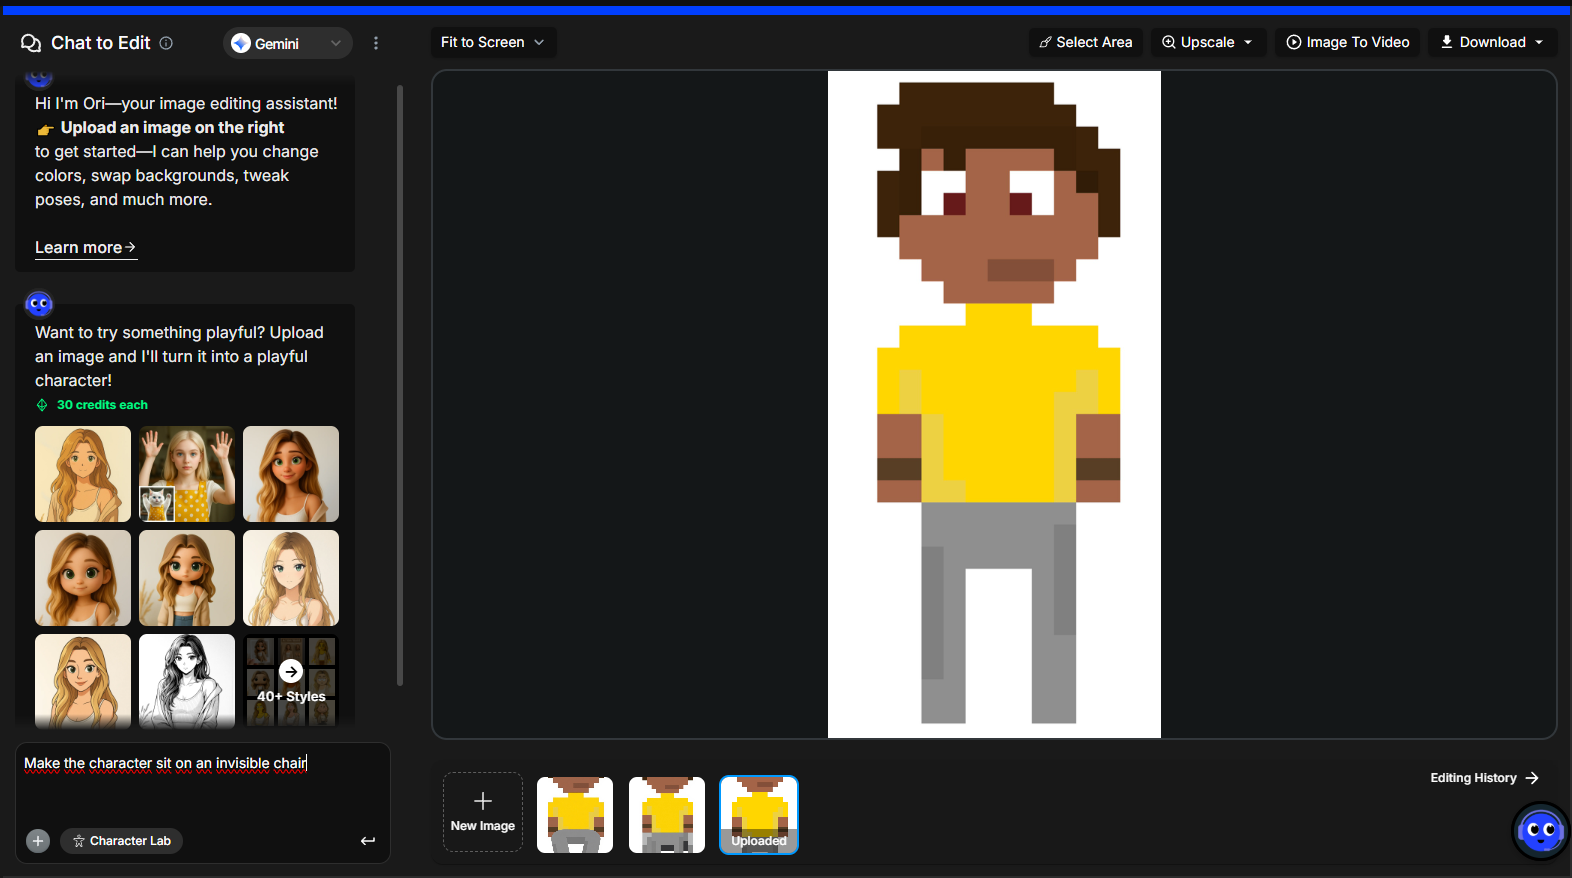 Chat to Edit
Gemini
Fit to Screen
Select Area
Upscale
Image To Video
Download
Hi I'm Ori—your image editing assistant!
👉 Upload an image on the right
to get started—I can help you change
colors, swap backgrounds, tweak
poses, and much more.
Learn more→
Want to try something playful? Upload
an image and I'll turn it into a playful
character!
30 credits each
40+ Styles
Make the character sit on an invisible chair
Character Lab
New Image
Uploaded
Editing History →